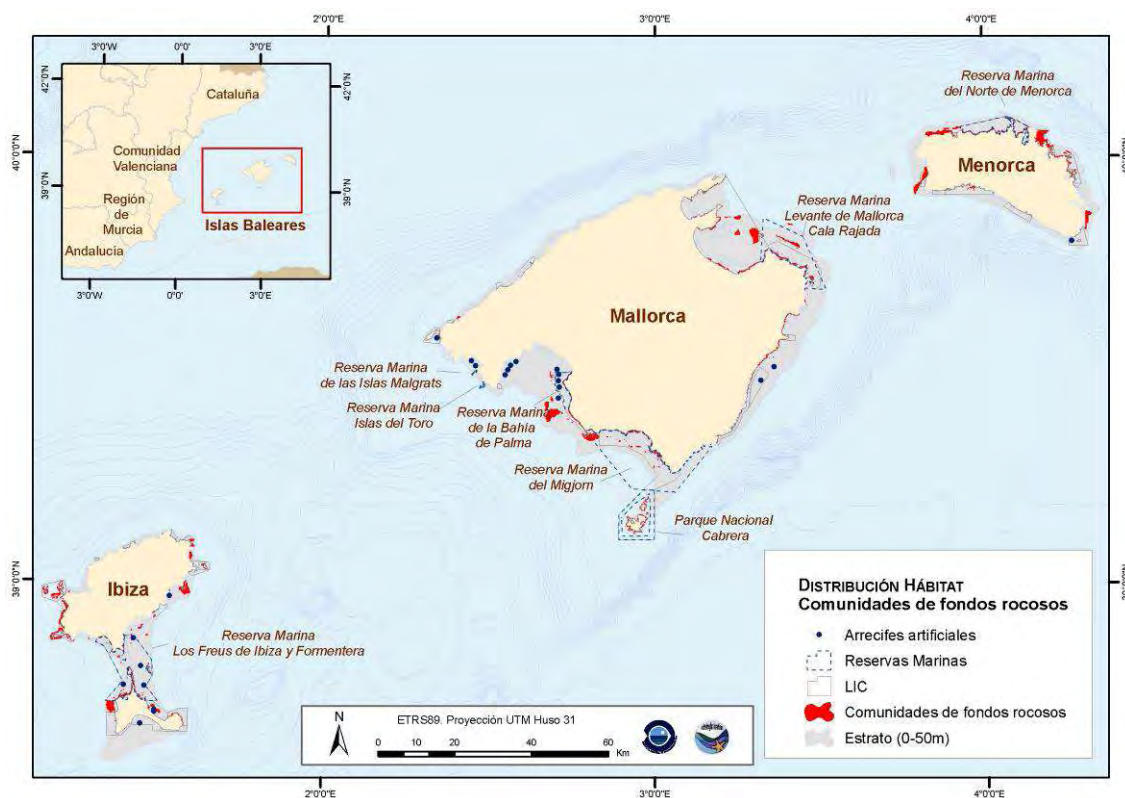 2°0'0"E
3°0'0"E
4°0'0"E
3°0'W
0°0'
3°0'0"E
42°0'N
42°0'N
Cataluña
Comunidad
Valenciana
Región
de
Murcia
Andalucía
Islas Baleares
39°0'N
39°0'N
3°0'W
0°0'
3°0'0"E
40°0'0"N
Reserva Marina
del Norte de Menorca
Menorca
Reserva Marina
Levante de Mallorca
Cala Rajada
Mallorca
Reserva Marina
de las Islas Malgrats
Reserva Marina
Islas del Toro
Reserva Marina
de la Bahía
de Palma
Reserva Marina
del Migjorn
Parque Nacional
Cabrera
39°0'0"N
Ibiza
Reserva Marina
Los Freus de Ibiza y Formentera
DISTRIBUCIÓN HÁBITAT
Comunidades de fondos rocosos
Arrecifes artificiales
Reservas Marinas
LIC
Comunidades de fondos rocosos
Estrato (0-50m)
N
ETRS89. Proyección UTM Huso 31
0 10 20 40 60
Km
2°0'0"E
3°0'0"E
4°0'0"E